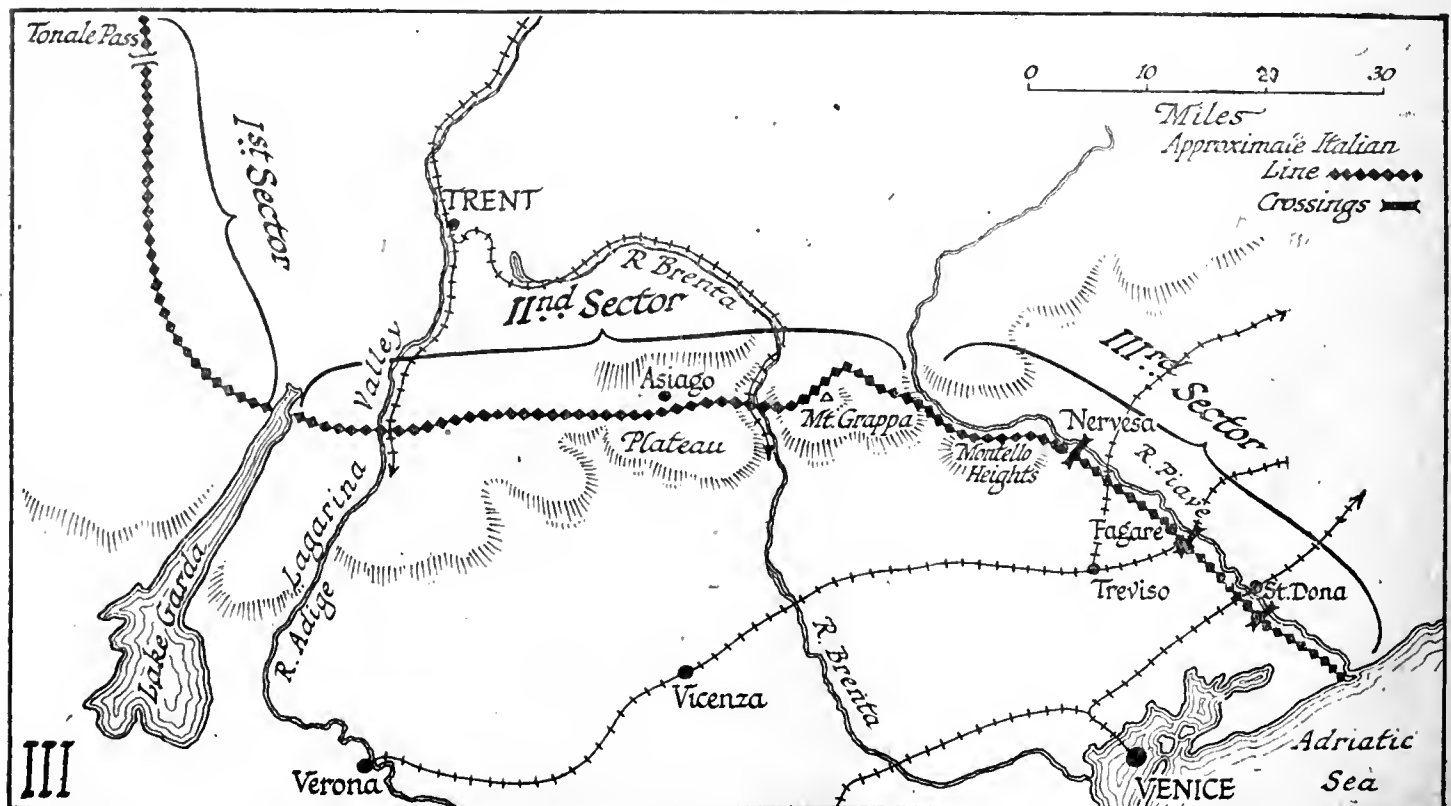 Tonale Pass
0 10 20 30
Miles
Approximate Italian
Line
Crossings
Ist Sector
TRENT
R. Brenta
IInd Sector
IIIrd Sector
Valley
Asiago
Plateau
Mt. Grappa
Montello
Heights
Nervesa
R. Piave
Fagare
Treviso
St. Dona
Lagarina
R. Adige
Lake Garda
R. Brenta
Vicenza
Verona
VENICE
Adriatic
Sea
III